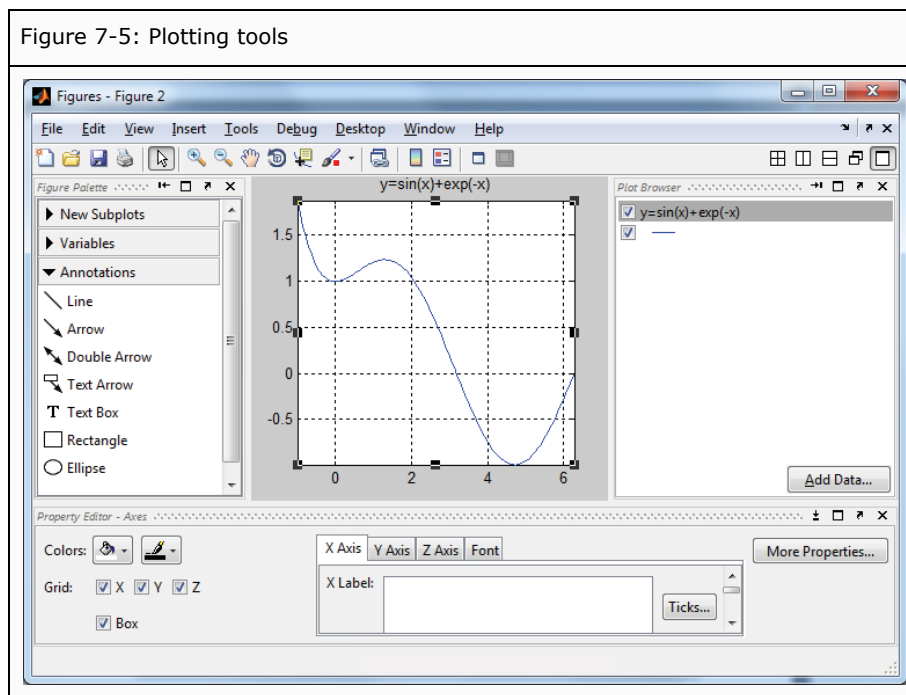 Figure 7-5: Plotting tools
Figures - Figure 2
File Edit View Insert Tools Debug Desktop Window Help
Figure Palette
New Subplots
Variables
Annotations
Line
Arrow
Double Arrow
Text Arrow
T Text Box
Rectangle
Ellipse
y=sin(x)+exp(-x)
1.5
1
0.5
0
-0.5
0 2 4 6
Plot Browser
y=sin(x)+exp(-x)
Add Data...
Property Editor - Axes
Colors:
Grid: X Y Z
Box
X Axis Y Axis Z Axis Font
X Label:
Ticks...
More Properties...